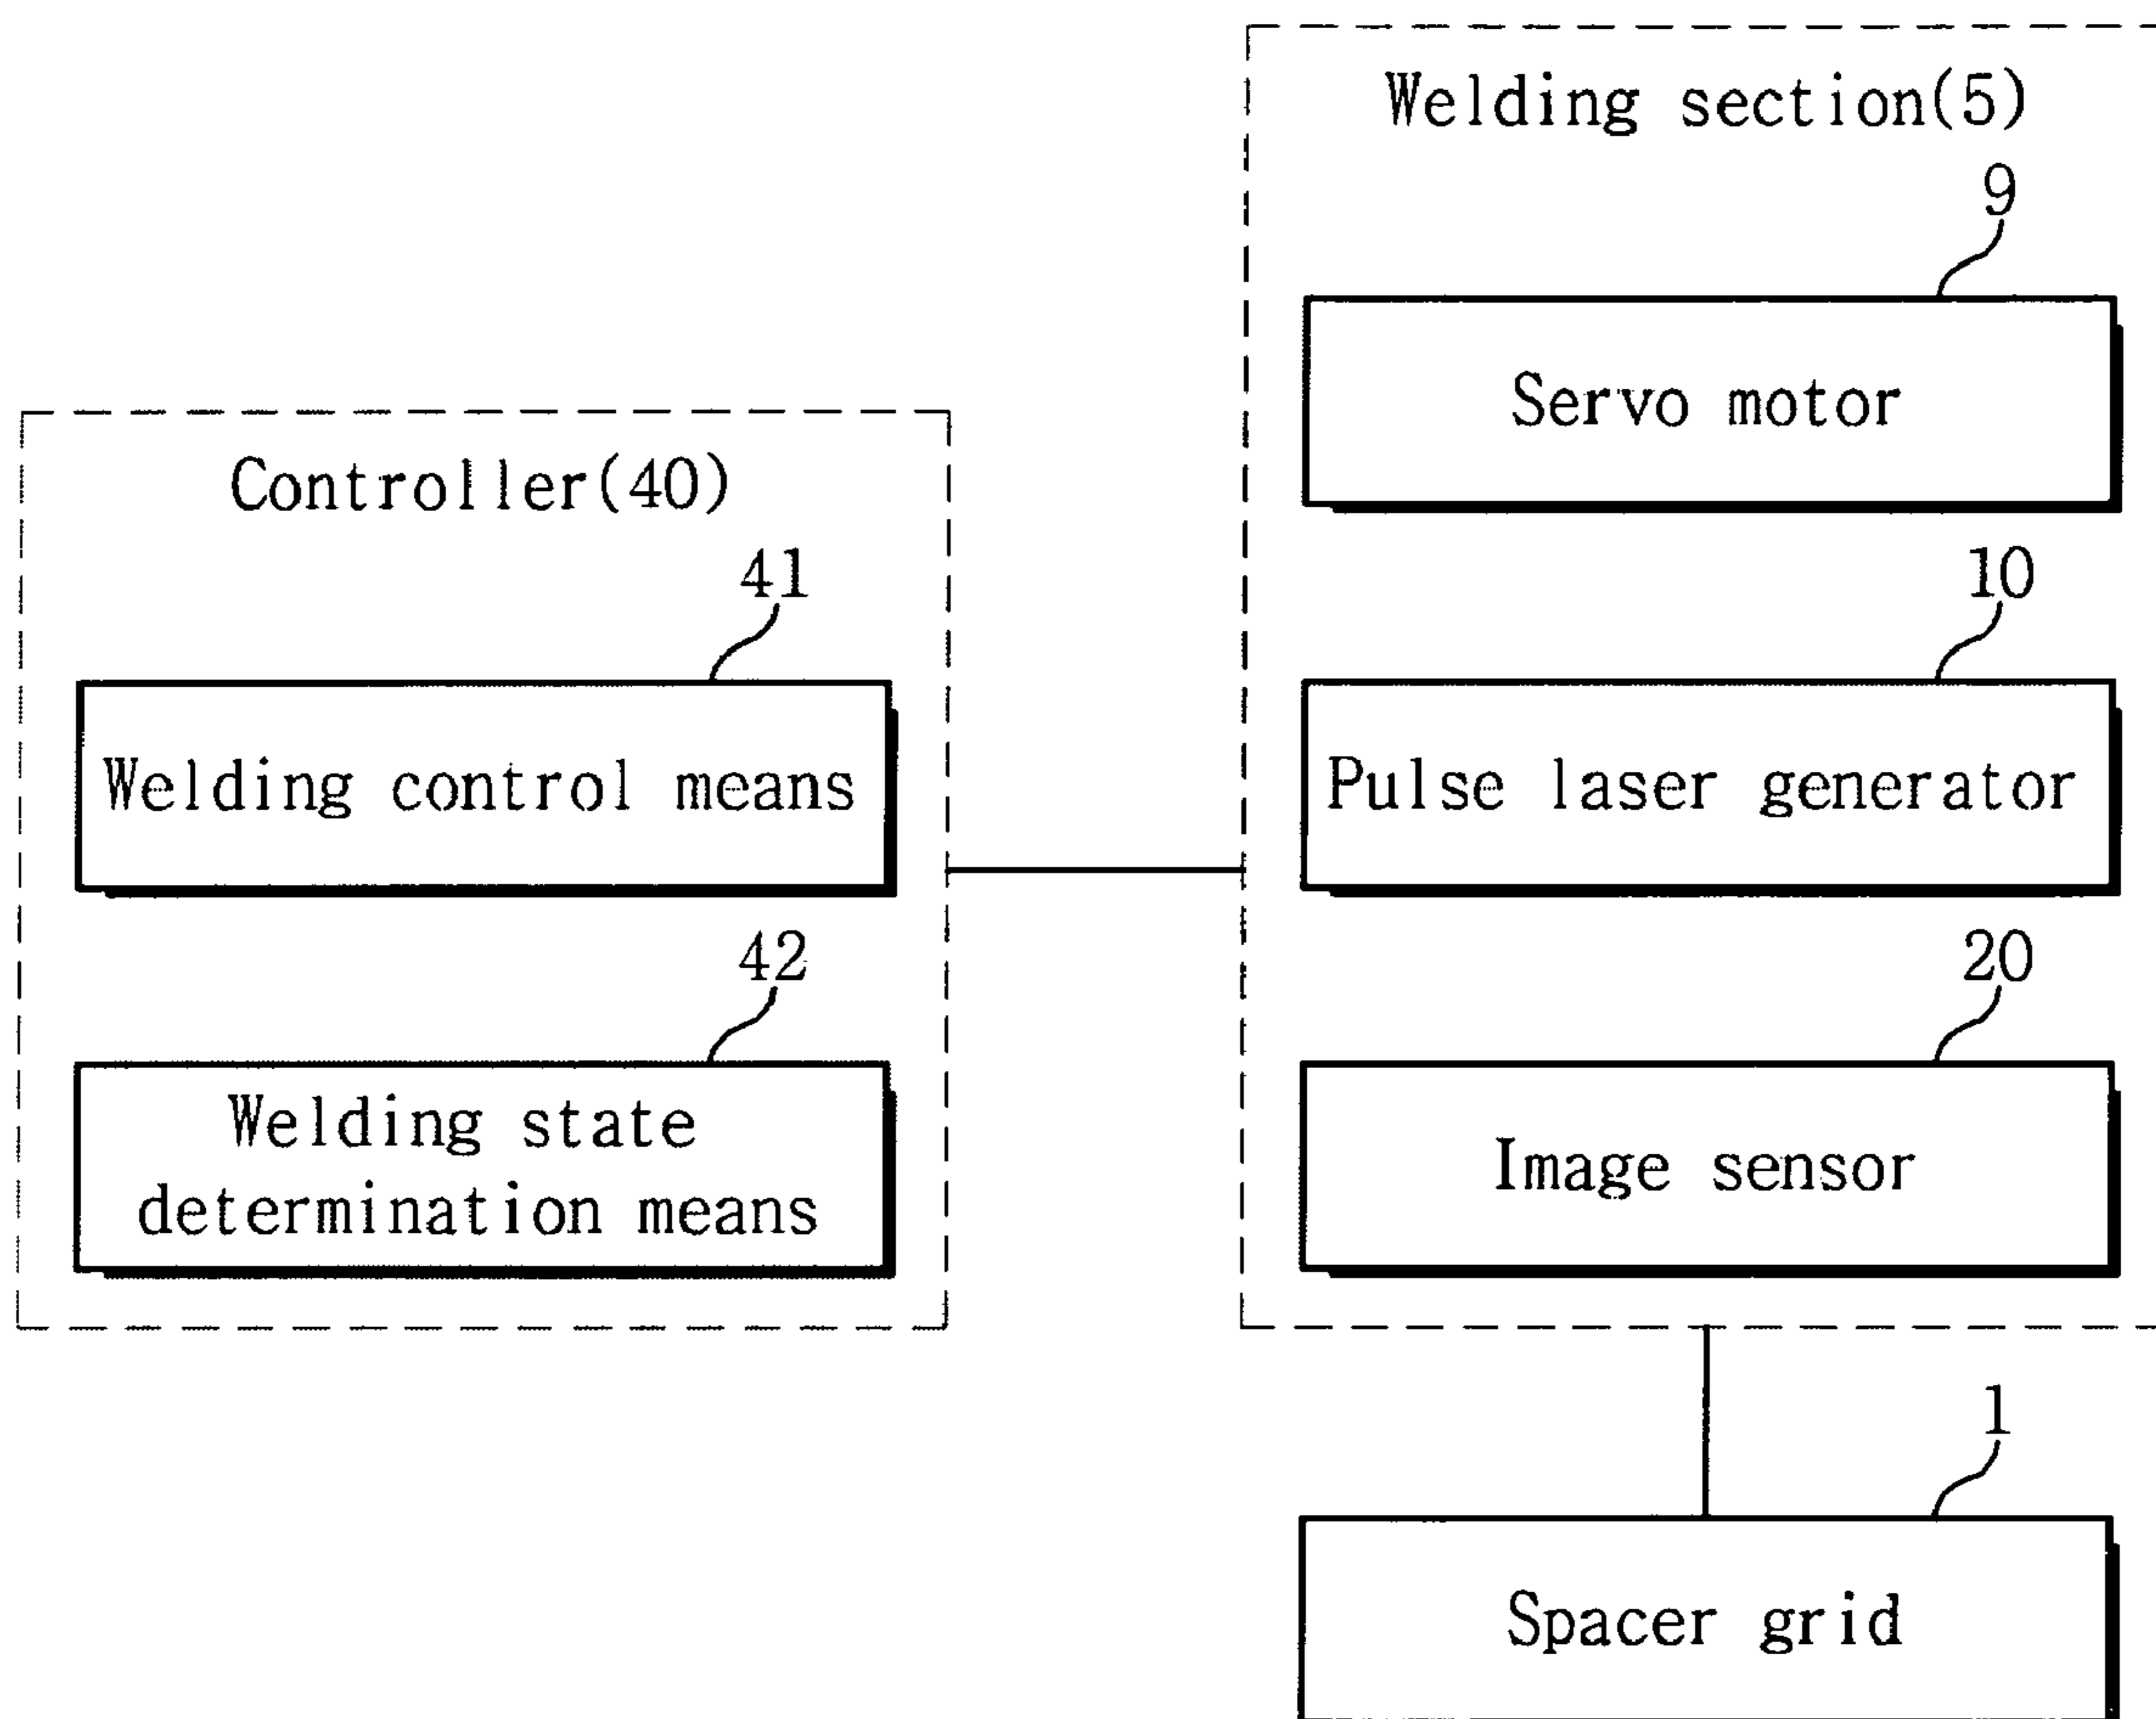 Welding section(5)
9
Servo motor
Controller(40)
41
10
Welding control means
Pulse laser generator
42
20
Welding state
determination means
Image sensor
1
Spacer grid